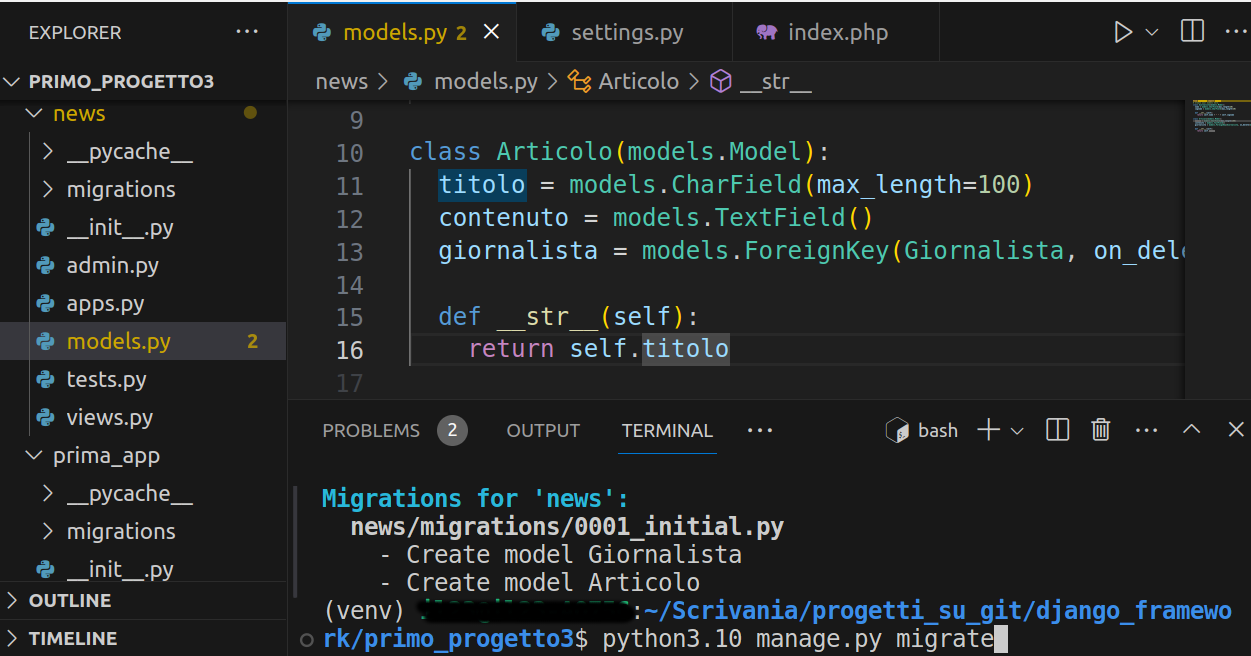 EXPLORER ···
PRIMO_PROGETTO3
news
__pycache__
migrations
__init__.py
admin.py
apps.py
models.py 2
tests.py
views.py
prima_app
__pycache__
migrations
__init__.py
OUTLINE
TIMELINE
models.py 2 settings.py index.php
news > models.py > Articolo > __str__
9
10 class Articolo(models.Model):
11 titolo = models.CharField(max_length=100)
12 contenuto = models.TextField()
13 giornalista = models.ForeignKey(Giornalista, on_dele
14
15 def __str__(self):
16 return self.titolo
17
PROBLEMS 2 OUTPUT TERMINAL ··· bash
Migrations for 'news':
news/migrations/0001_initial.py
- Create model Giornalista
- Create model Articolo
(venv) :~/Scrivania/progetti_su_git/django_framewo
rk/primo_progetto3$ python3.10 manage.py migrate